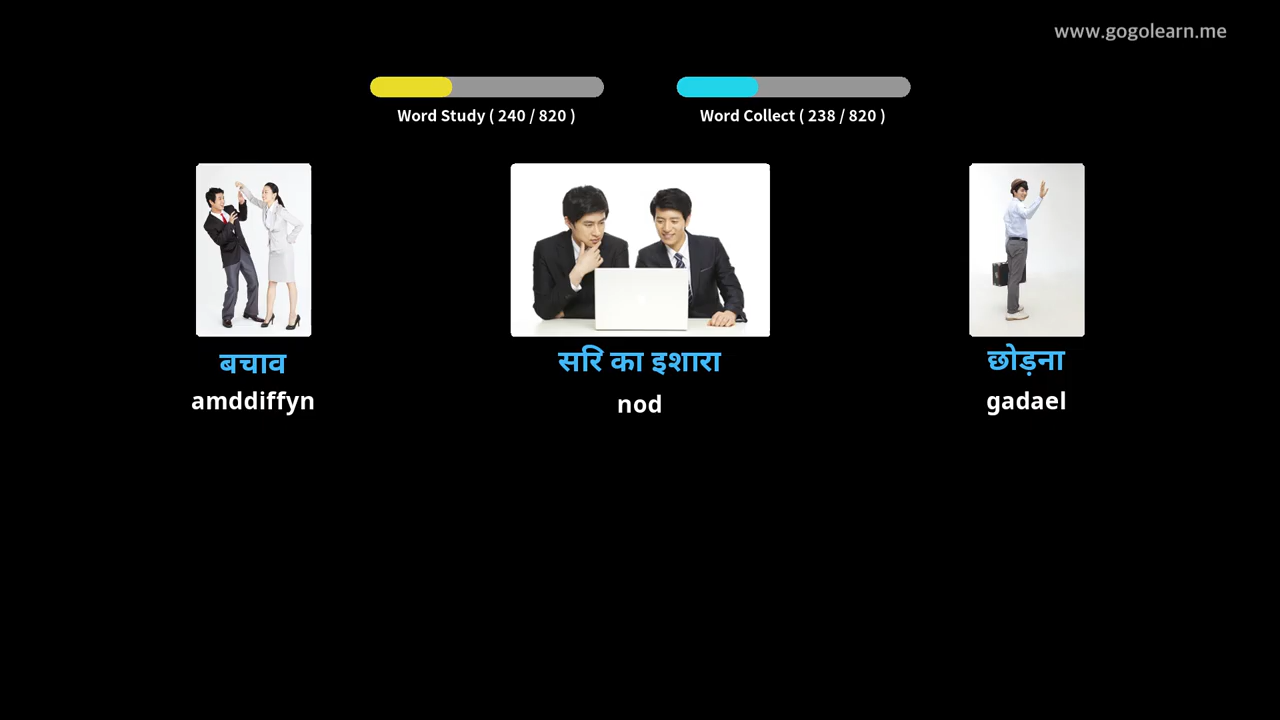 www.gogolearn.me
Word Study ( 240 / 820 )
Word Collect ( 238 / 820 )
बचाव
सरि का इशारा
छोड़ना
amddiffyn
nod
gadael